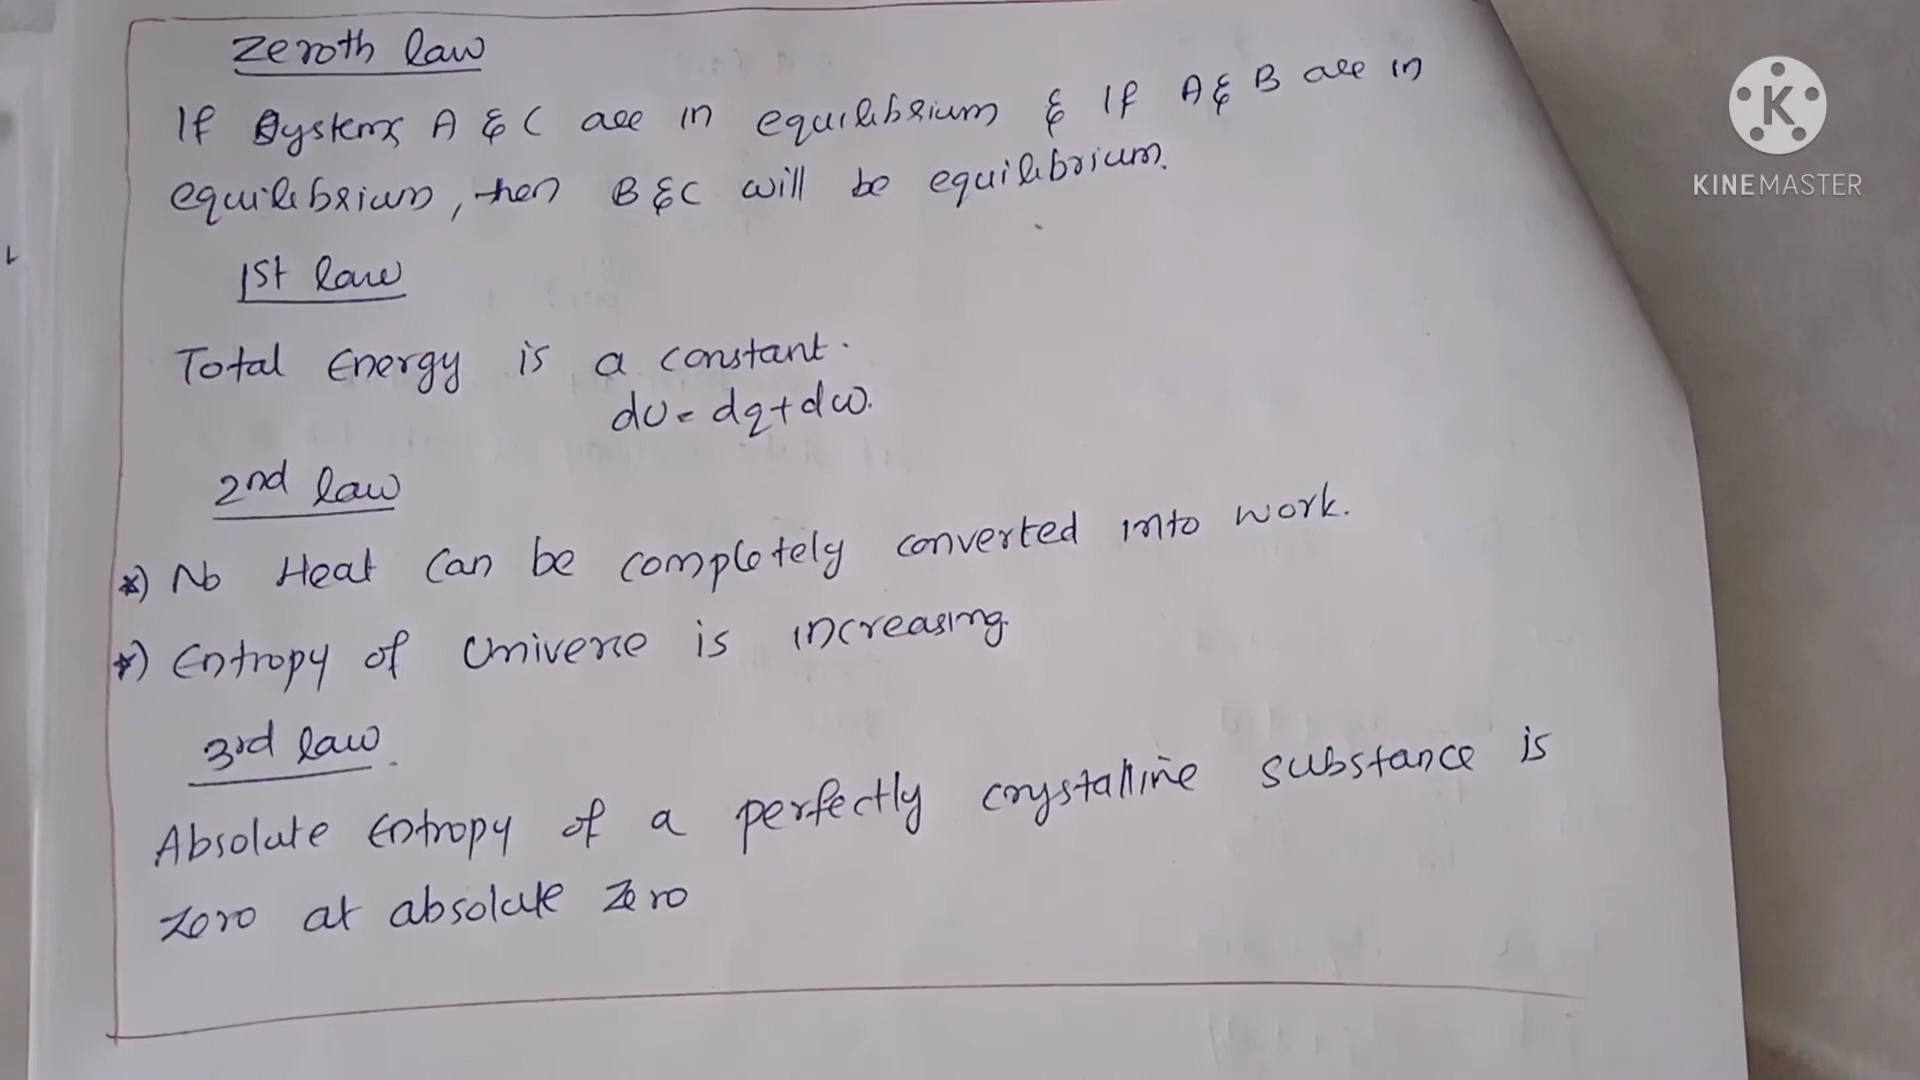 Zeroth law
If Systems A & C are in equilibrium & If A & B are in
equilibrium, then B & C will be equilibrium.
1st law
Total Energy is a constant.
dU = dq + dw.
2nd law
*) No Heat can be completely converted into work.
*) Entropy of Universe is increasing.
3rd law
Absolute Entropy of a perfectly crystalline substance is
zero at absolute zero
K
KINEMASTER